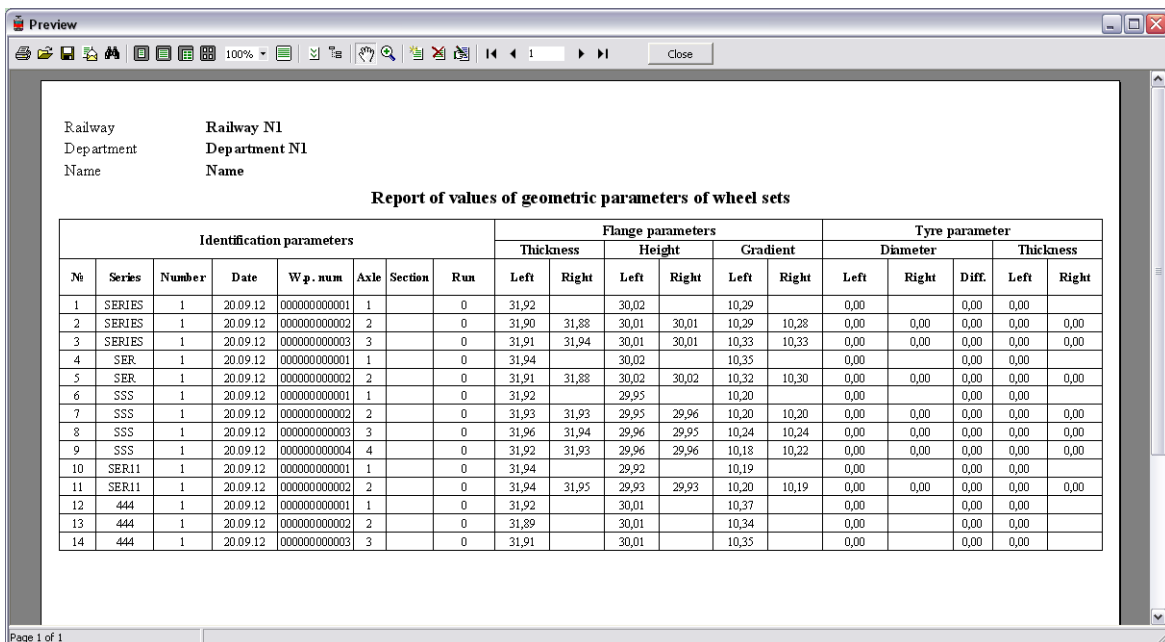 Preview
100%
1
Close
Railway Railway N1
Department Department N1
Name Name
Report of values of geometric parameters of wheel sets
Identification parameters Flange parameters Tyre parameter
Thickness Height Gradient Diameter Thickness
№ Series Number Date W.p. num Axle Section Run Left Right Left Right Left Right Left Right Diff. Left Right
1 SERIES 1 20.09.12 000000000001 1 0 31,92 30,02 10,29 0,00 0,00 0,00
2 SERIES 1 20.09.12 000000000002 2 0 31,90 31,88 30,01 30,01 10,29 10,28 0,00 0,00 0,00 0,00 0,00
3 SERIES 1 20.09.12 000000000003 3 0 31,91 31,94 30,01 30,01 10,33 10,33 0,00 0,00 0,00 0,00 0,00
4 SER 1 20.09.12 000000000001 1 0 31,94 30,02 10,35 0,00 0,00 0,00
5 SER 1 20.09.12 000000000002 2 0 31,91 31,88 30,02 30,02 10,32 10,30 0,00 0,00 0,00 0,00 0,00
6 SSS 1 20.09.12 000000000001 1 0 31,92 29,95 10,20 0,00 0,00 0,00
7 SSS 1 20.09.12 000000000002 2 0 31,93 31,93 29,95 29,96 10,20 10,20 0,00 0,00 0,00 0,00 0,00
8 SSS 1 20.09.12 000000000003 3 0 31,96 31,94 29,96 29,95 10,24 10,24 0,00 0,00 0,00 0,00 0,00
9 SSS 1 20.09.12 000000000004 4 0 31,92 31,93 29,96 29,96 10,18 10,22 0,00 0,00 0,00 0,00 0,00
10 SER11 1 20.09.12 000000000001 1 0 31,94 29,92 10,19 0,00 0,00 0,00
11 SER11 1 20.09.12 000000000002 2 0 31,94 31,95 29,93 29,93 10,20 10,19 0,00 0,00 0,00 0,00 0,00
12 444 1 20.09.12 000000000001 1 0 31,92 30,01 10,37 0,00 0,00 0,00
13 444 1 20.09.12 000000000002 2 0 31,89 30,01 10,34 0,00 0,00 0,00
14 444 1 20.09.12 000000000003 3 0 31,91 30,01 10,35 0,00 0,00 0,00
Page 1 of 1